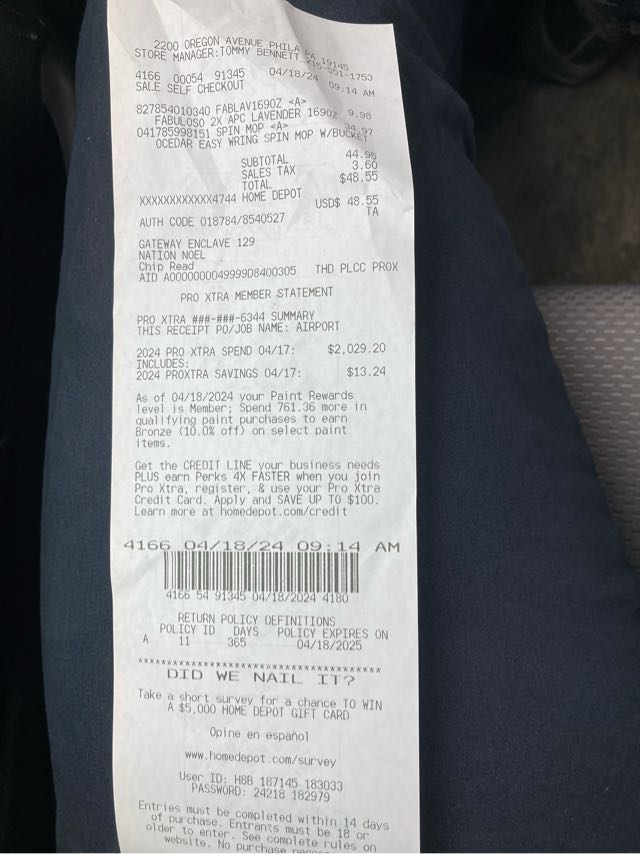 2200 OREGON AVENUE PHILA PA 19145
STORE MANAGER:TOMMY BENNETT 215-551-1753
4166 00054 91345 04/18/24 09:14 AM
SALE SELF CHECKOUT
827854010340 FABLAV169OZ <A> 9.98
FABULOSO 2X APC LAVENDER 169OZ
041785998151 SPIN MOP <A> 34.97
OCEDAR EASY WRING SPIN MOP W/BUCKET
SUBTOTAL 44.95
SALES TAX 3.60
TOTAL $48.55
XXXXXXXXXXXX4744 HOME DEPOT
USD$ 48.55
AUTH CODE 018784/8540527 TA
GATEWAY ENCLAVE 129
NATION NOEL
Chip Read
AID A0000000049999D8400305 THD PLCC PROX
PRO XTRA MEMBER STATEMENT
PRO XTRA ###-###-6344 SUMMARY
THIS RECEIPT PO/JOB NAME: AIRPORT
2024 PRO XTRA SPEND 04/17: $2,029.20
INCLUDES:
2024 PROXTRA SAVINGS 04/17: $13.24
As of 04/18/2024 your Paint Rewards
level is Member; Spend 761.36 more in
qualifying paint purchases to earn
Bronze (10.0% off) on select paint
items.
Get the CREDIT LINE your business needs
PLUS earn Perks 4X FASTER when you join
Pro Xtra, register, & use your Pro Xtra
Credit Card. Apply and SAVE UP TO $100.
Learn more at homedepot.com/credit
4166 04/18/24 09:14 AM
4166 54 91345 04/18/2024 4180
RETURN POLICY DEFINITIONS
POLICY ID DAYS POLICY EXPIRES ON
A 11 365 04/18/2025
****************************************
DID WE NAIL IT?
Take a short survey for a chance TO WIN
A $5,000 HOME DEPOT GIFT CARD
Opine en español
www.homedepot.com/survey
User ID: H8B 187145 183033
PASSWORD: 24218 182979
Entries must be completed within 14 days
of purchase. Entrants must be 18 or
older to enter. See complete rules on
website. No purchase